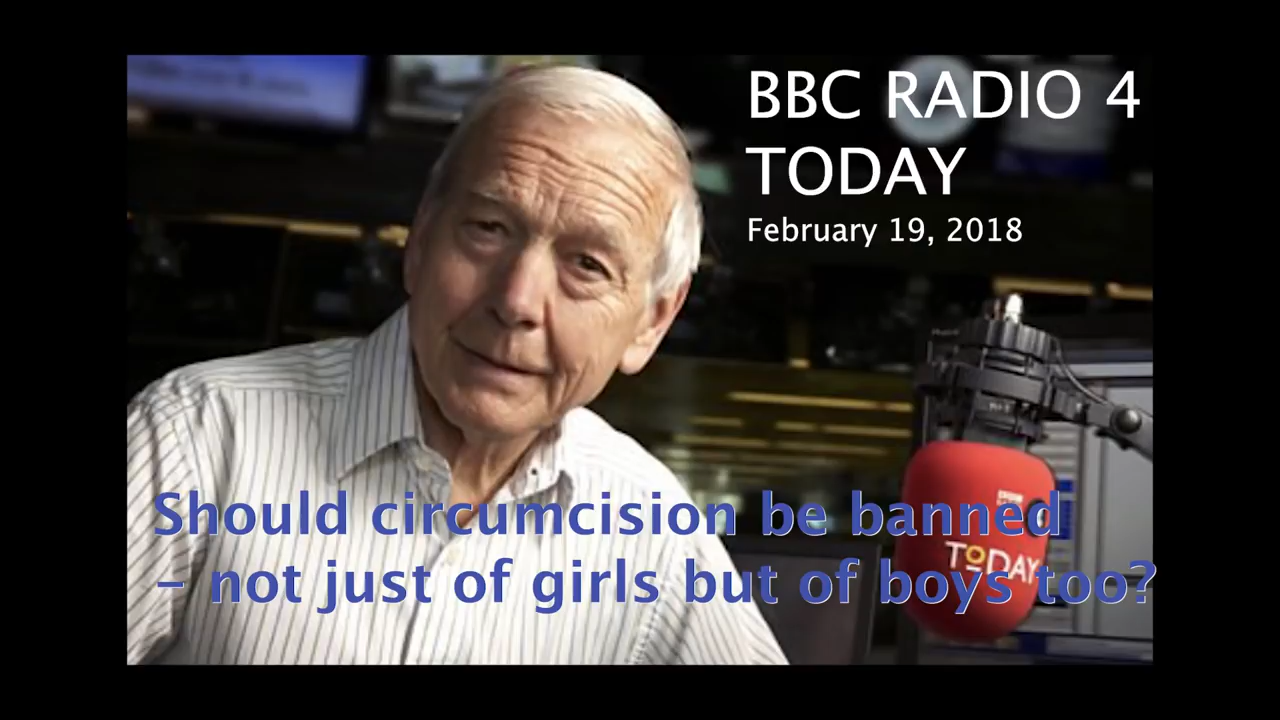 BBC RADIO 4
TODAY
February 19, 2018
Should circumcision be banned
– not just of girls but of boys too?
TODAY